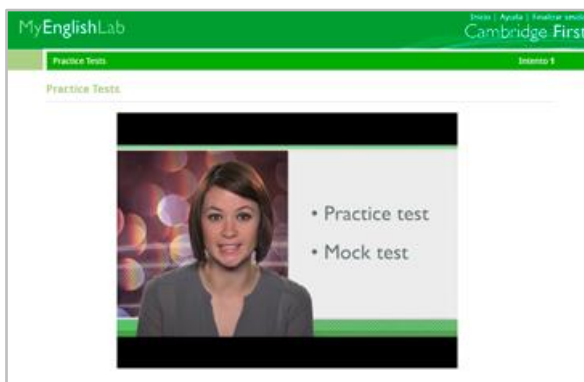 Inicio | Ayuda | Finalizar sesión
MyEnglishLab
Cambridge First
Practice Tests
Intento 1
Practice Tests
• Practice test
• Mock test